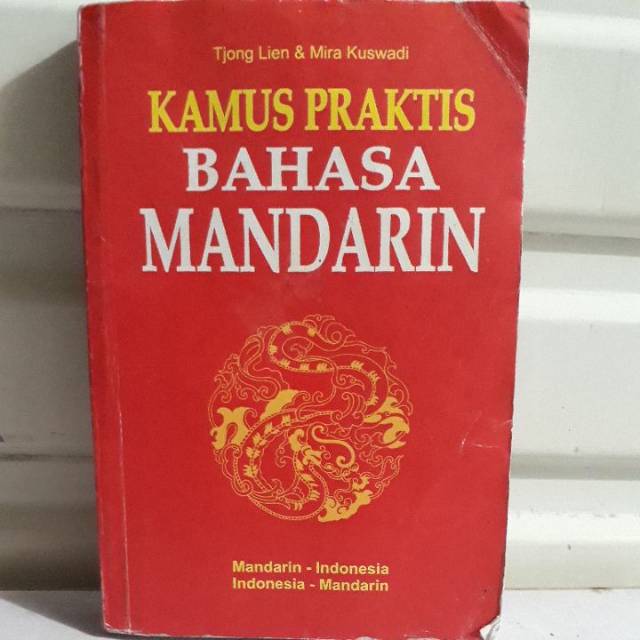 Tjong Lien & Mira Kuswadi
KAMUS PRAKTIS
BAHASA
MANDARIN
Mandarin - Indonesia
Indonesia - Mandarin